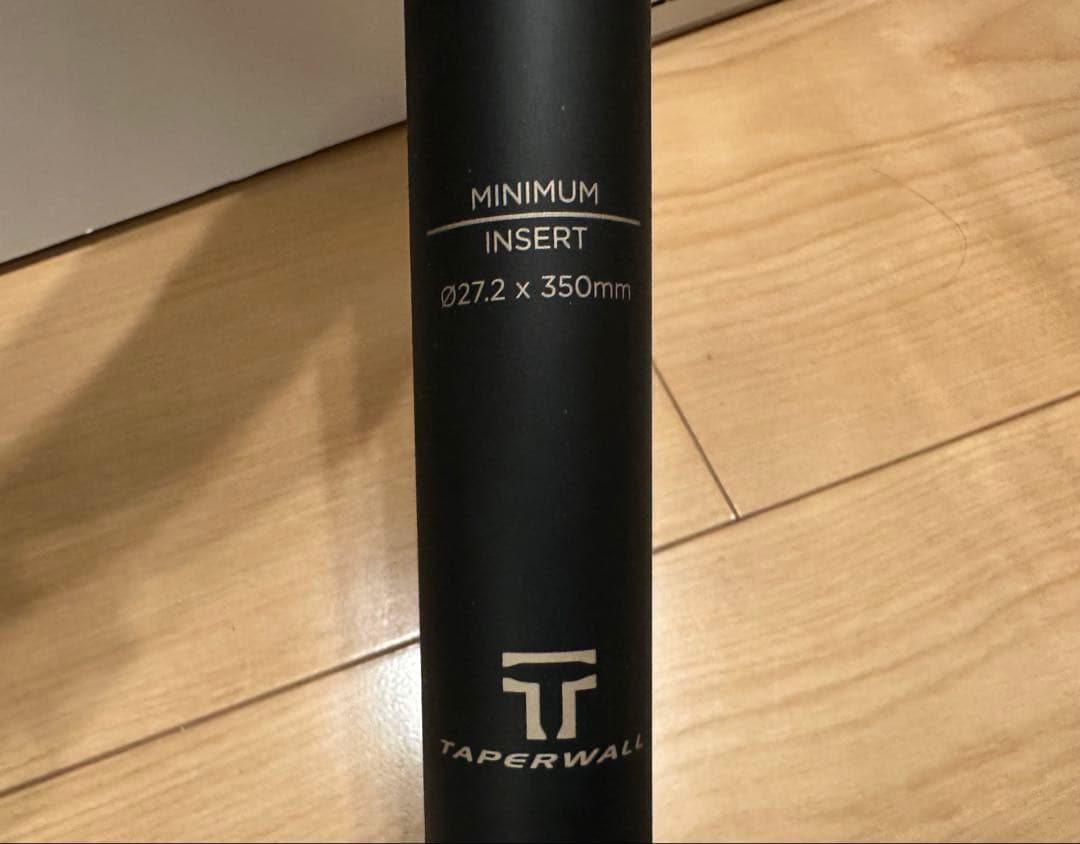 MINIMUM
INSERT
Ø27.2 x 350mm
TAPERWALL